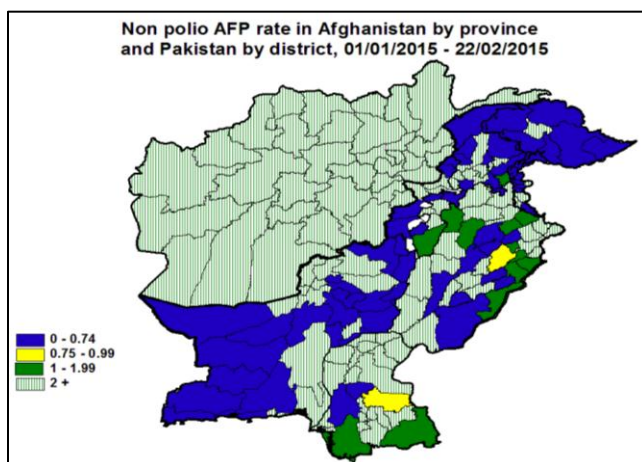 Non polio AFP rate in Afghanistan by province
and Pakistan by district, 01/01/2015 - 22/02/2015
0 - 0.74
0.75 - 0.99
1 - 1.99
2 +